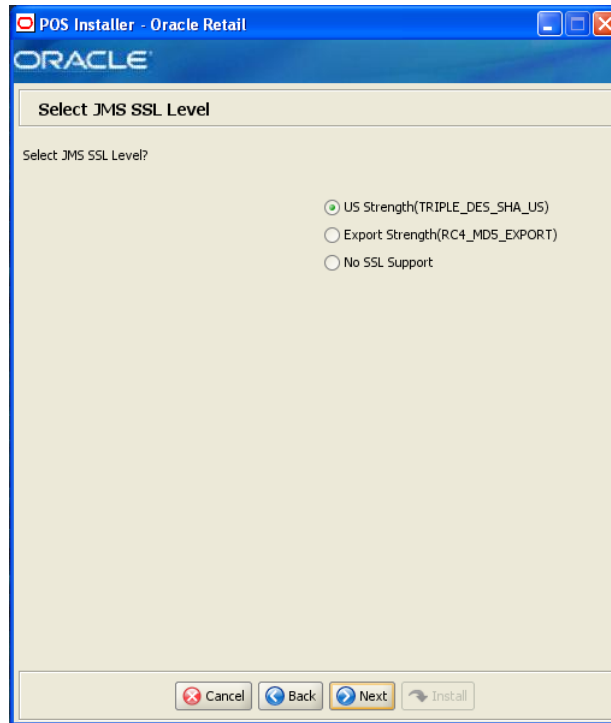 POS Installer - Oracle Retail
ORACLE
Select JMS SSL Level
Select JMS SSL Level?
US Strength(TRIPLE_DES_SHA_US)
Export Strength(RC4_MD5_EXPORT)
No SSL Support
Cancel Back Next Install